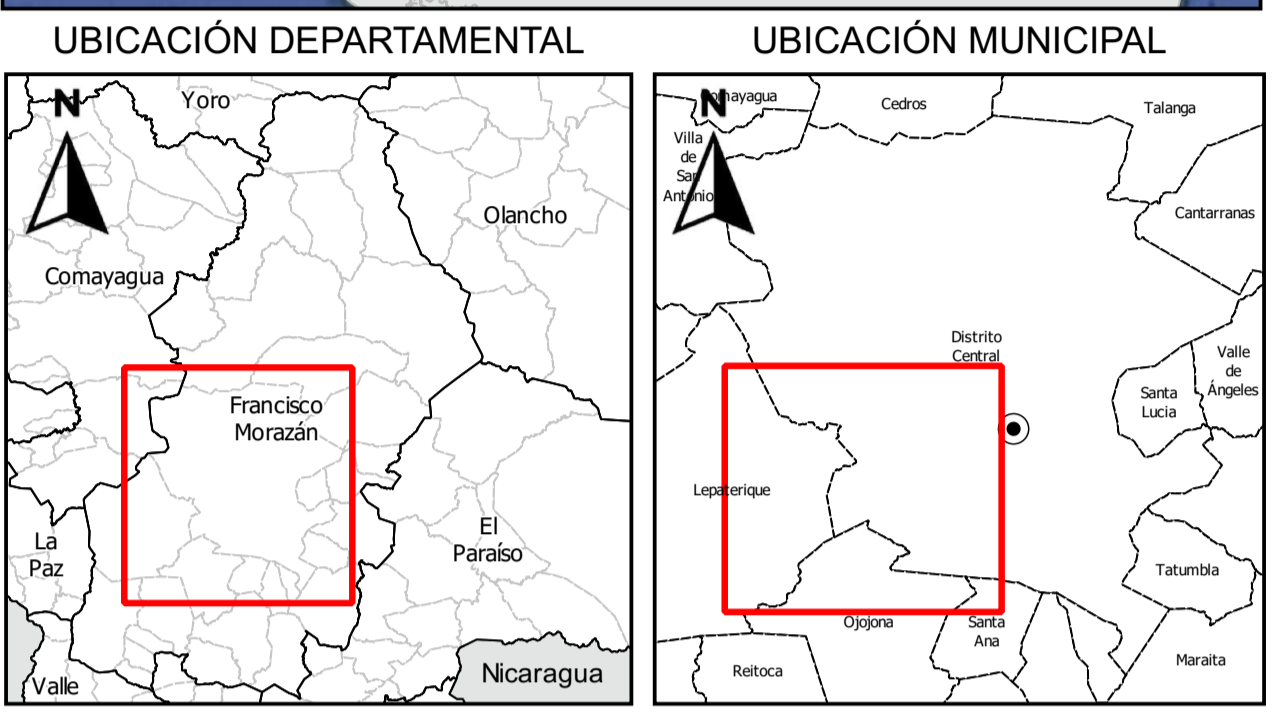 UBICACIÓN DEPARTAMENTAL
N
Yoro
Olancho
Comayagua
Francisco
Morazán
La
Paz
El
Paraíso
Valle
Nicaragua
UBICACIÓN MUNICIPAL
N
Comayagua
Cedros
Talanga
Villa
de
San
Antonio
Cantarranas
Distrito
Central
Valle
de
Ángeles
Santa
Lucia
Lepaterique
Tatumbla
Ojojona
Santa
Ana
Reitoca
Maraita